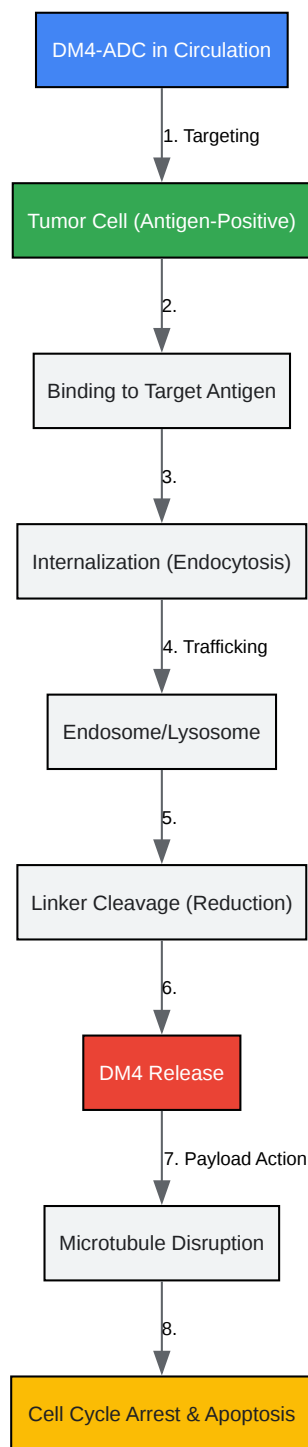 DM4-ADC in Circulation
1. Targeting
Tumor Cell (Antigen-Positive)
2.
Binding to Target Antigen
3.
Internalization (Endocytosis)
4. Trafficking
Endosome/Lysosome
5.
Linker Cleavage (Reduction)
6.
DM4 Release
7. Payload Action
Microtubule Disruption
8.
Cell Cycle Arrest & Apoptosis